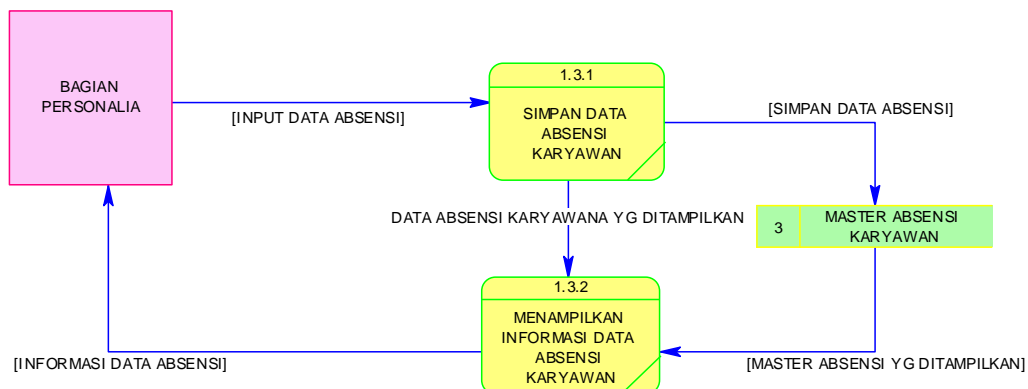 BAGIAN
PERSONALIA
[INPUT DATA ABSENSI]
1.3.1
SIMPAN DATA
ABSENSI
KARYAWAN
[SIMPAN DATA ABSENSI]
DATA ABSENSI KARYAWANA YG DITAMPILKAN
3
MASTER ABSENSI
KARYAWAN
1.3.2
MENAMPILKAN
INFORMASI DATA
ABSENSI
KARYAWAN
[INFORMASI DATA ABSENSI]
[MASTER ABSENSI YG DITAMPILKAN]